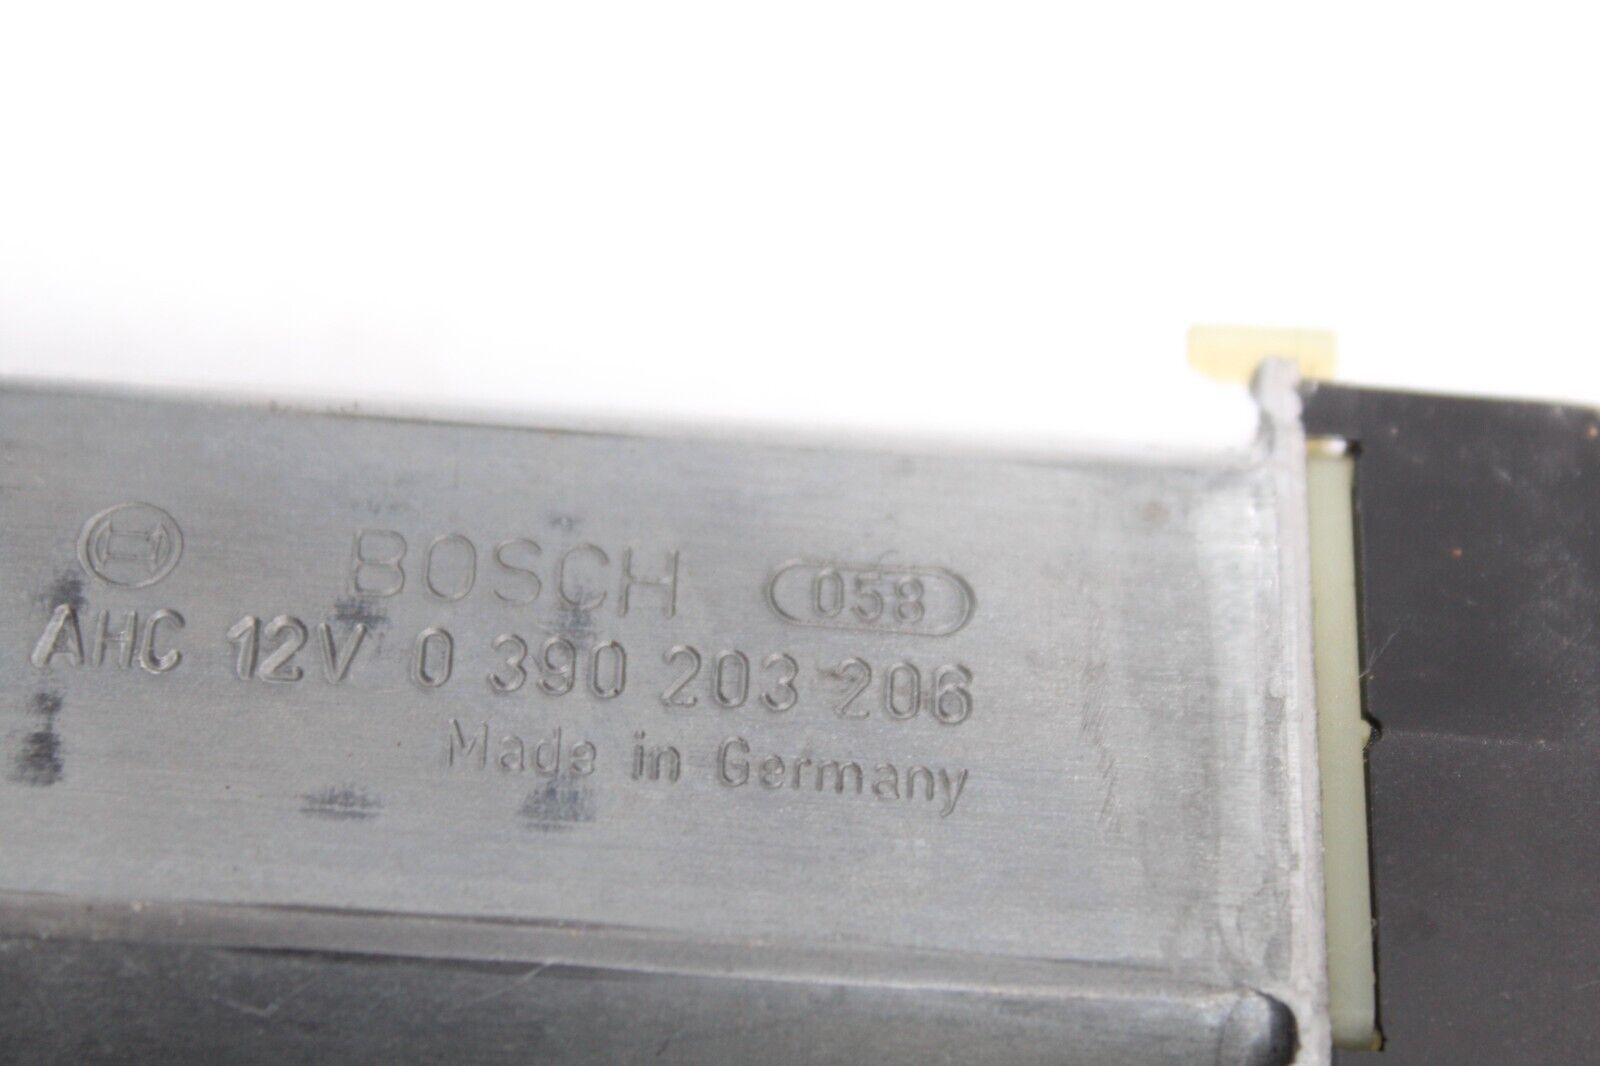 BOSCH 058
AHC 12V 0 390 203 206
Made in Germany